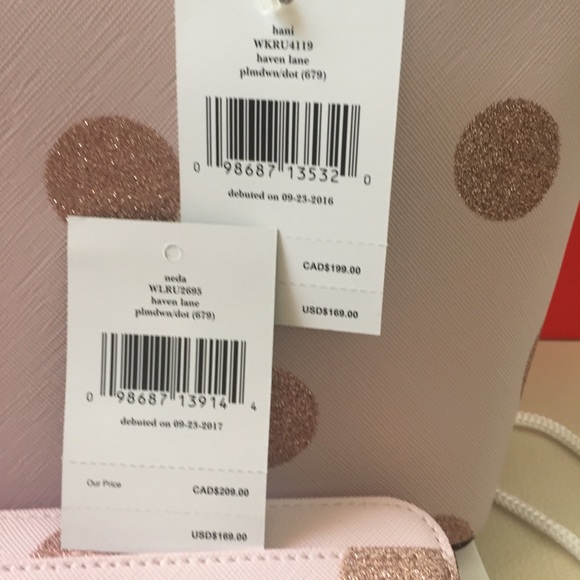 hani
WKRU4119
haven lane
plmdwn/dot (679)
0 98687 13532 0
debuted on 09-23-2016
CAD$199.00
USD$169.00
neda
WLRU2695
haven lane
plmdwn/dot (679)
0 98687 13914 4
debuted on 09-23-2017
Our Price
CAD$209.00
USD$169.00